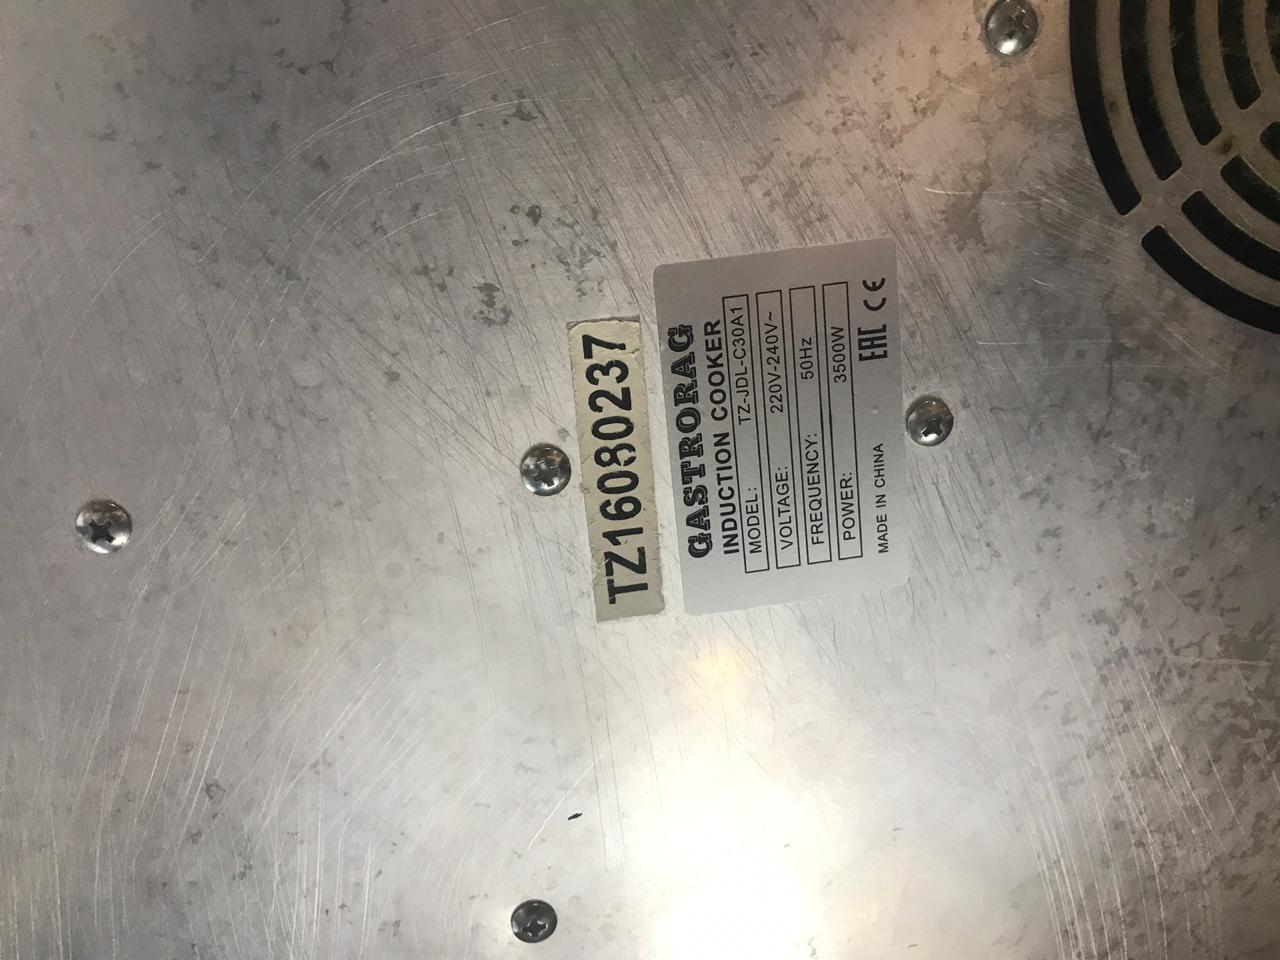 TZ16080237
GASTRORAG
INDUCTION COOKER
MODEL: TZ-JDL-C30A1
VOLTAGE: 220V-240V~
FREQUENCY: 50Hz
POWER: 3500W
MADE IN CHINA EAC CE